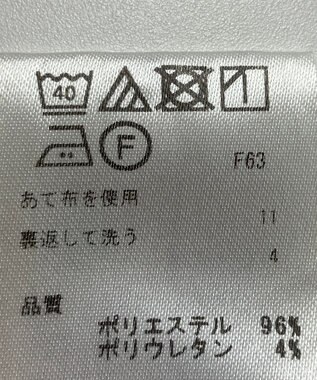 40
F
F63
あて布を使用
11
裏返して洗う
4
品質
ポリエステル 96%
ポリウレタン 4%